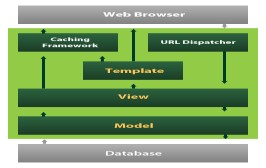 Web Browser
Caching
Framework
URL Dispatcher
Template
View
Model
Database